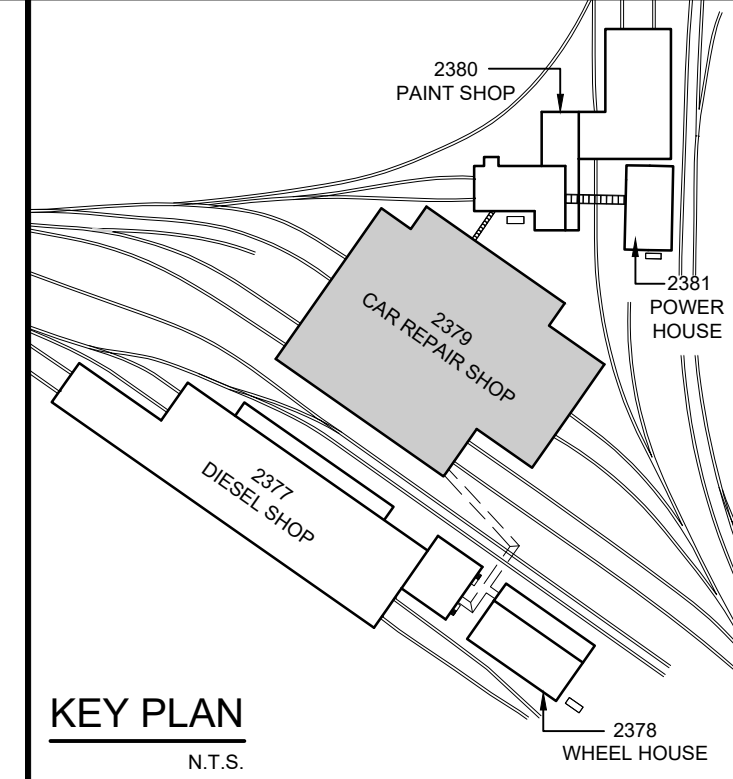 2380
PAINT SHOP
2381
POWER
HOUSE
2379
CAR REPAIR SHOP
2377
DIESEL SHOP
KEY PLAN
N.T.S.
2378
WHEEL HOUSE